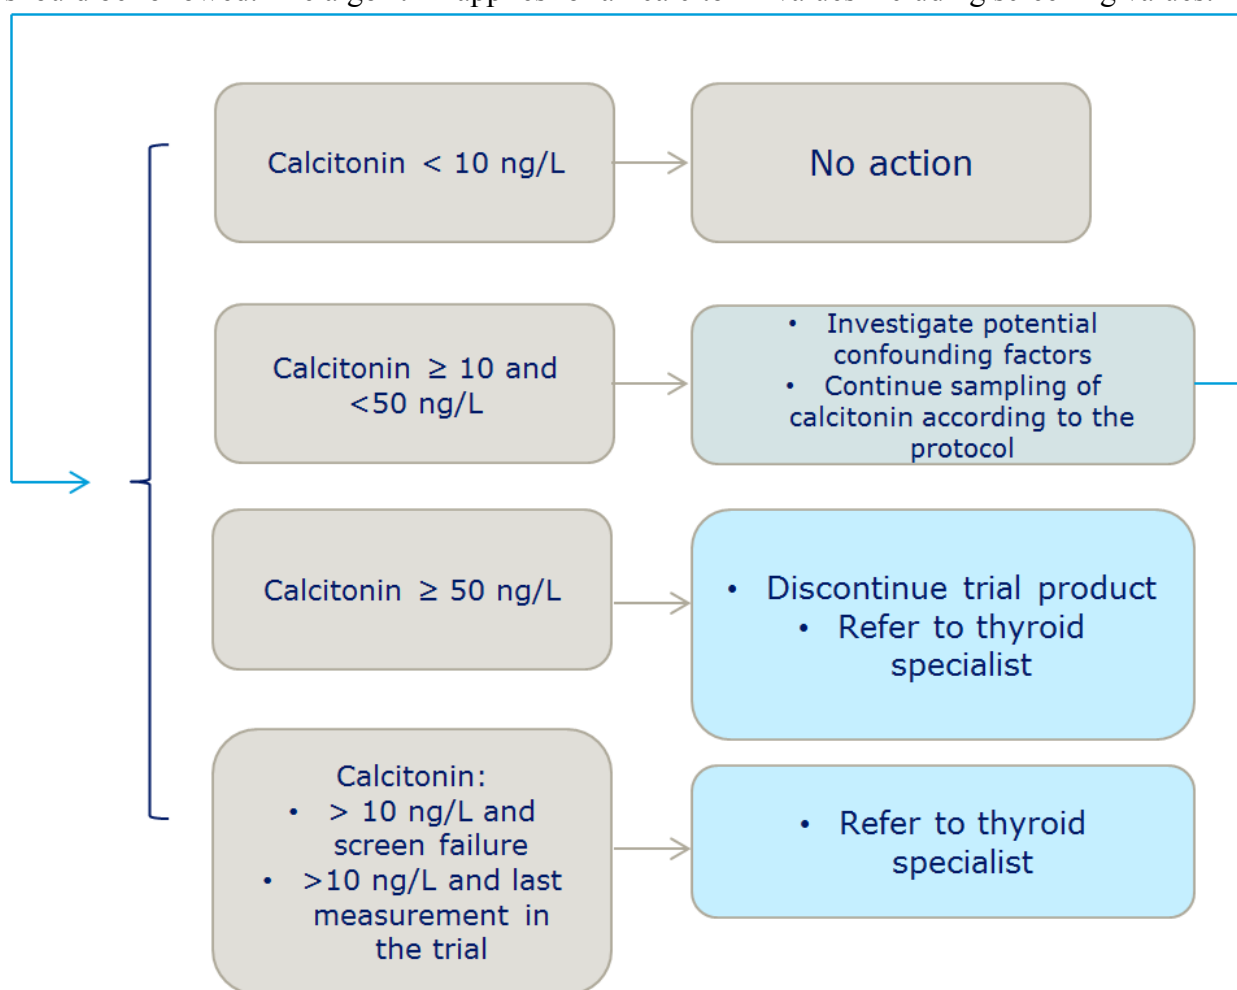 Calcitonin < 10 ng/L
No action
Calcitonin ≥ 10 and
<50 ng/L
• Investigate potential
confounding factors
• Continue sampling of
calcitonin according to the
protocol
Calcitonin ≥ 50 ng/L
• Discontinue trial product
• Refer to thyroid
specialist
Calcitonin:
• > 10 ng/L and
screen failure
• >10 ng/L and last
measurement in
the trial
• Refer to thyroid
specialist